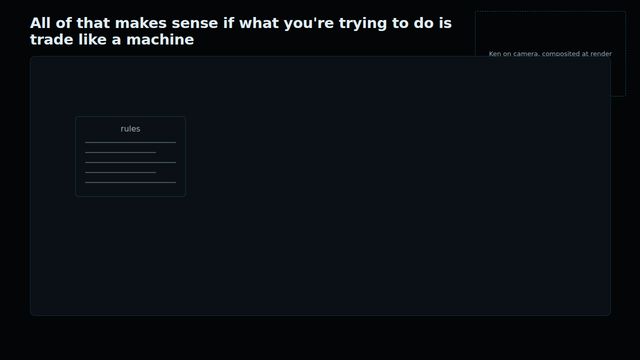 All of that makes sense if what you're trying to do is
trade like a machine
Ken on camera, composited at render
rules